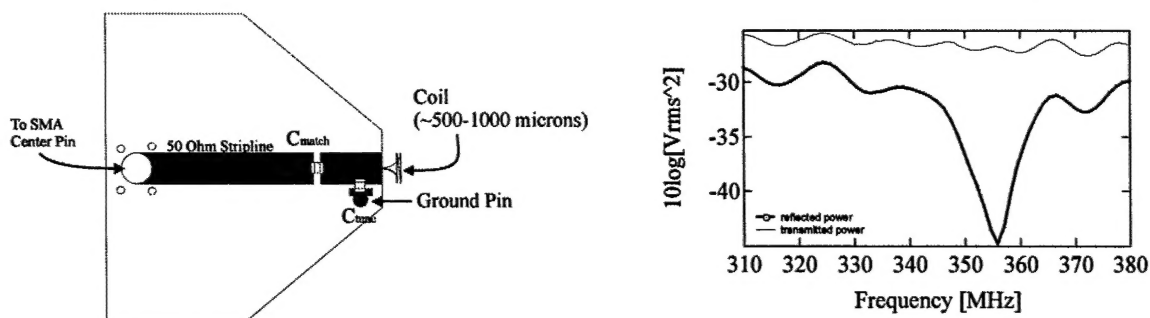 To SMA
Center Pin
50 Ohm Stripline
Cmatch
Coil
(~500-1000 microns)
Ground Pin
Ctune
10log[Vrms^2]
-30
-35
-40
reflected power
transmitted power
310 320 330 340 350 360 370 380
Frequency [MHz]